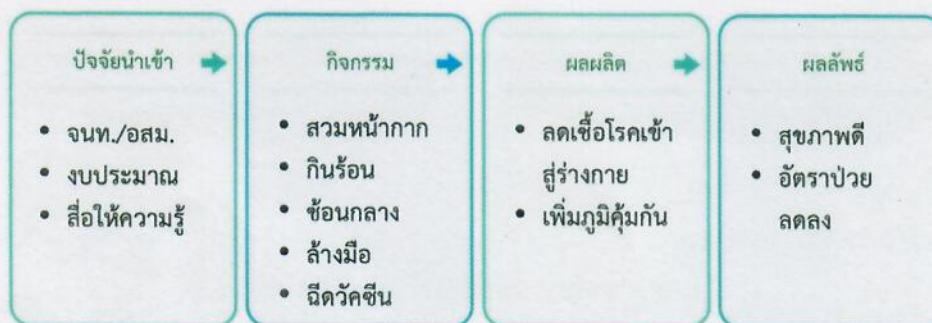 ปัจจัยนำเข้า
• จนท./อสม.
• งบประมาณ
• สื่อให้ความรู้
กิจกรรม
• สวมหน้ากาก
• กินร้อน
• ช้อนกลาง
• ล้างมือ
• ฉีดวัคซีน
ผลผลิต
• ลดเชื้อโรคเข้า
สู่ร่างกาย
• เพิ่มภูมิคุ้มกัน
ผลลัพธ์
• สุขภาพดี
• อัตราป่วย
ลดลง